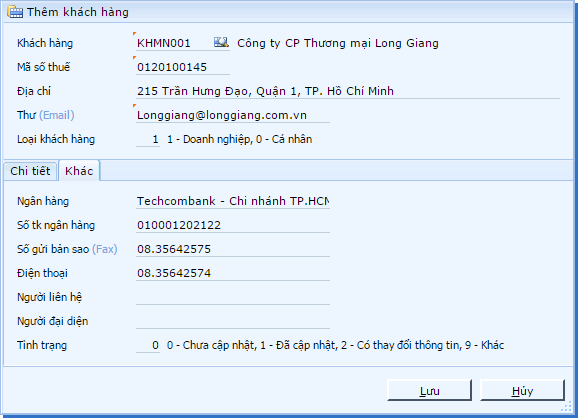 Thêm khách hàng
Khách hàng KHMN001 Công ty CP Thương mại Long Giang
Mã số thuế 0120100145
Địa chỉ 215 Trần Hưng Đạo, Quận 1, TP. Hồ Chí Minh
Thư (Email) Longgiang@longgiang.com.vn
Loại khách hàng 1 1 - Doanh nghiệp, 0 - Cá nhân
Chi tiết Khác
Ngân hàng Techcombank - Chi nhánh TP.HCM
Số tk ngân hàng 010001202122
Số gửi bản sao (Fax) 08.35642575
Điện thoại 08.35642574
Người liên hệ
Người đại diện
Tình trạng 0 0 - Chưa cập nhật, 1 - Đã cập nhật, 2 - Có thay đổi thông tin, 9 - Khác
Lưu Hủy